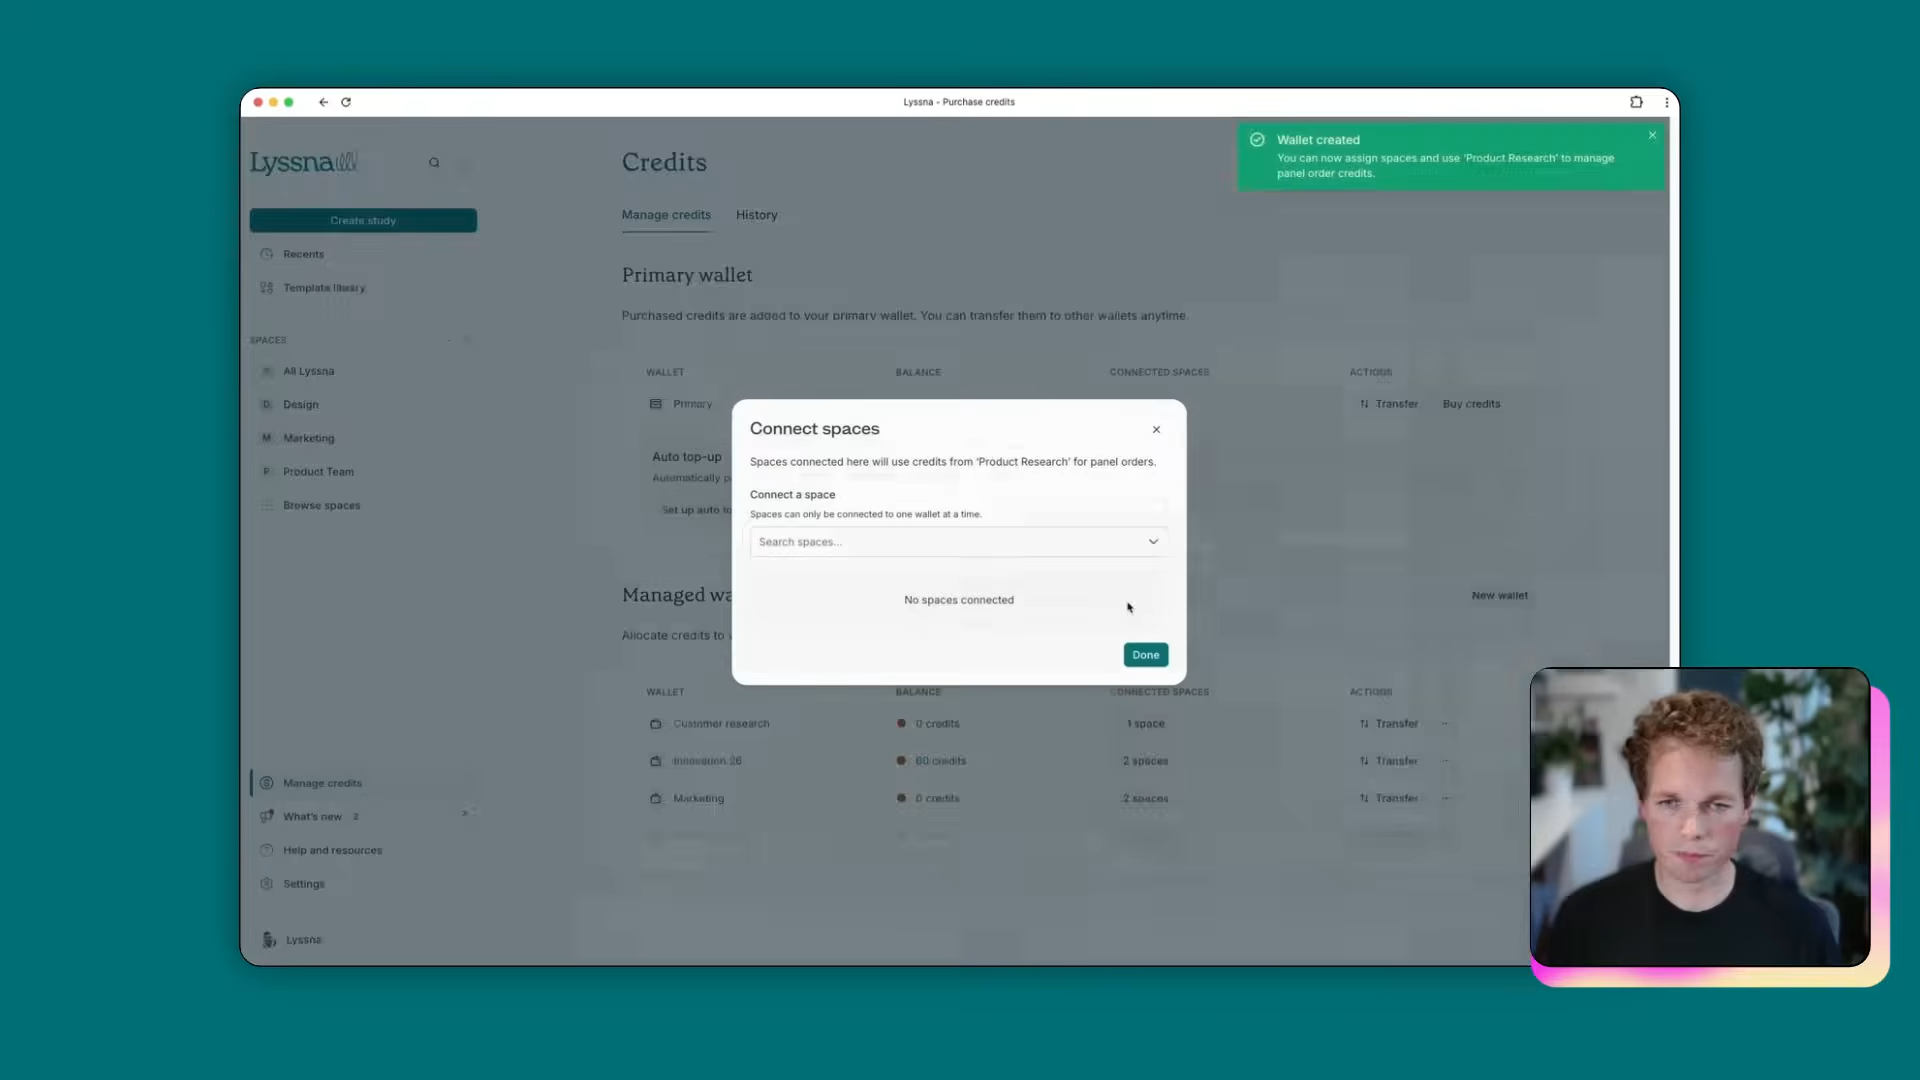 Lyssna - Purchase credits
Lyssna
Create study
Recents
Template library
SPACES
All Lyssna
D Design
M Marketing
P Product Team
Browse spaces
Manage credits
What's new 2
Help and resources
Settings
Lyssna
Credits
Manage credits History
Primary wallet
Purchased credits are added to your primary wallet. You can transfer them to other wallets anytime.
WALLET BALANCE CONNECTED SPACES ACTIONS
Primary Transfer Buy credits
Auto top-up
Automatically
Set up auto
Managed
New wallet
Allocate credits to
WALLET BALANCE CONNECTED SPACES ACTIONS
Customer research 0 credits 1 space Transfer
Innovation 26 60 credits 2 spaces Transfer
Marketing 0 credits 2 spaces Transfer
Wallet created
You can now assign spaces and use 'Product Research' to manage
panel order credits.
Connect spaces
Spaces connected here will use credits from 'Product Research' for panel orders.
Connect a space
Spaces can only be connected to one wallet at a time.
Search spaces...
No spaces connected
Done